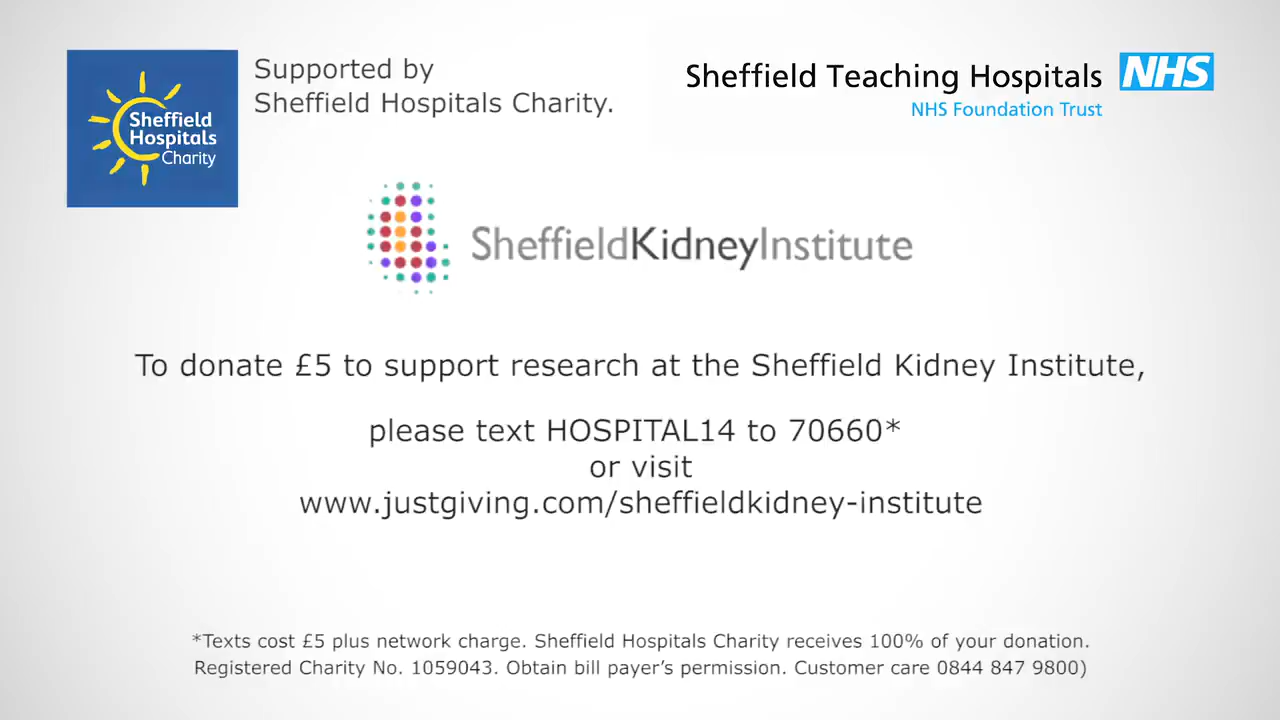 Sheffield
Hospitals
Charity
Supported by
Sheffield Hospitals Charity.
Sheffield Teaching Hospitals NHS
NHS Foundation Trust
SheffieldKidneyInstitute
To donate £5 to support research at the Sheffield Kidney Institute,
please text HOSPITAL14 to 70660*
or visit
www.justgiving.com/sheffieldkidney-institute
*Texts cost £5 plus network charge. Sheffield Hospitals Charity receives 100% of your donation.
Registered Charity No. 1059043. Obtain bill payer’s permission. Customer care 0844 847 9800)